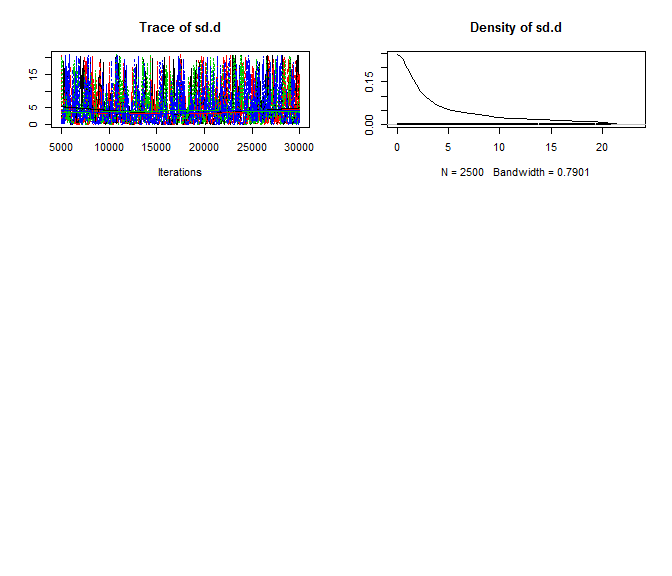 Trace of sd.d
0 5 15
5000 10000 15000 20000 25000 30000
Iterations
Density of sd.d
0.00 0.15
0 5 10 15 20
N = 2500 Bandwidth = 0.7901